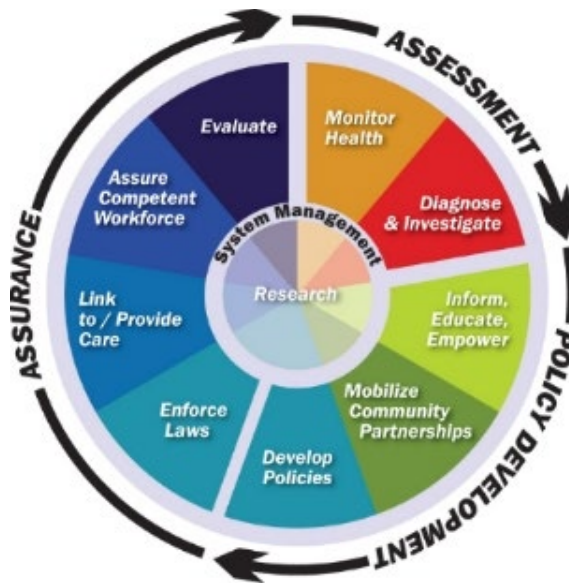 ASSESSMENT
POLICY DEVELOPMENT
ASSURANCE
Monitor
Health
Diagnose
& Investigate
Inform,
Educate,
Empower
Mobilize
Community
Partnerships
Develop
Policies
Enforce
Laws
Link
to / Provide
Care
Assure
Competent
Workforce
Evaluate
System Management
Research